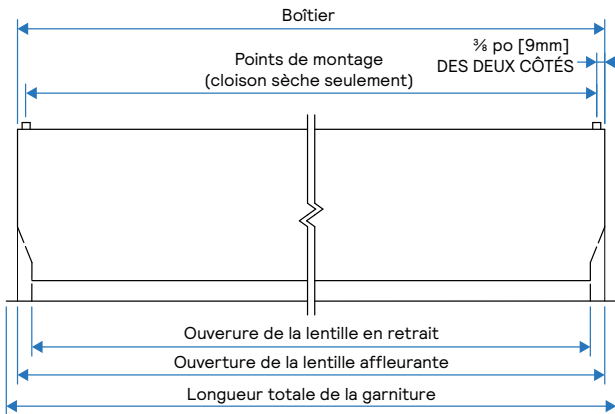 Boîtier
Points de montage
(cloison sèche seulement)
⅜ po [9mm]
DES DEUX CÔTÉS
Ouverure de la lentille en retrait
Ouverture de la lentille affleurante
Longueur totale de la garniture